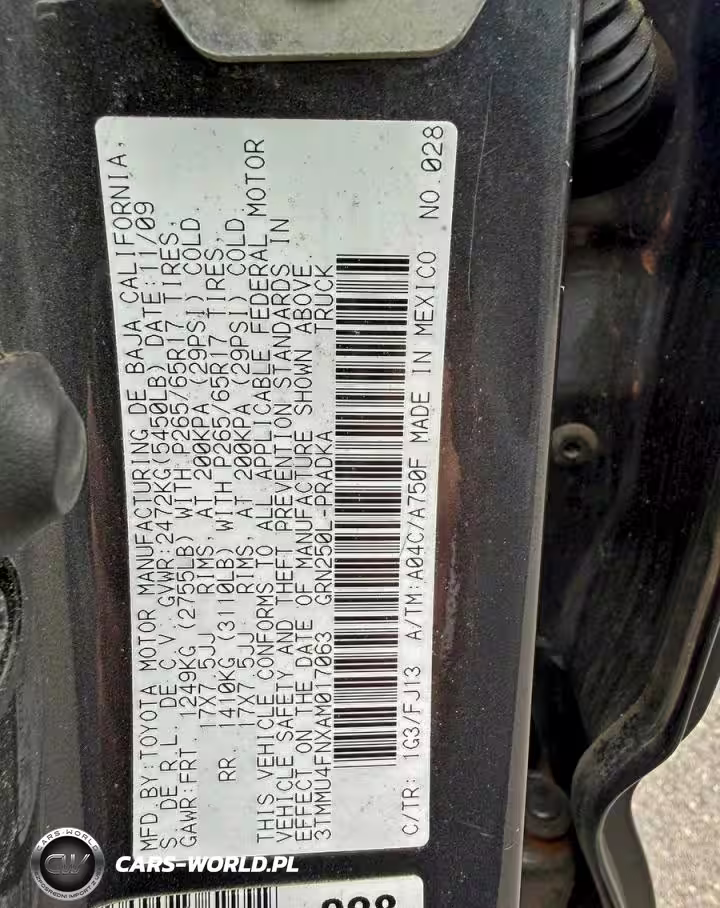 MFD BY:TOYOTA MOTOR MANUFACTURING DE BAJA CALIFORNIA,
S DE R.L. DE C.V. GVWR:2472KG(5450LB) DATE:11/09
GAWR:FRT. 1249KG (2755LB) WITH P265/65R17 TIRES,
17X7.5JJ RIMS, AT 200KPA (29PSI) COLD
RR. 1410KG (3110LB) WITH P265/65R17 TIRES,
17X7.5JJ RIMS, AT 200KPA (29PSI) COLD.
THIS VEHICLE CONFORMS TO ALL APPLICABLE FEDERAL MOTOR
VEHICLE SAFETY AND THEFT PREVENTION STANDARDS IN
EFFECT ON THE DATE OF MANUFACTURE SHOWN ABOVE.
3TMMU4FNXAM017063 GRN250L-PRADKA TRUCK
C/TR: 1G3/FJ13 A/TM:A04C/A750F MADE IN MEXICO NO.028
CARS-WORLD
CW
CARS-WORLD.PL